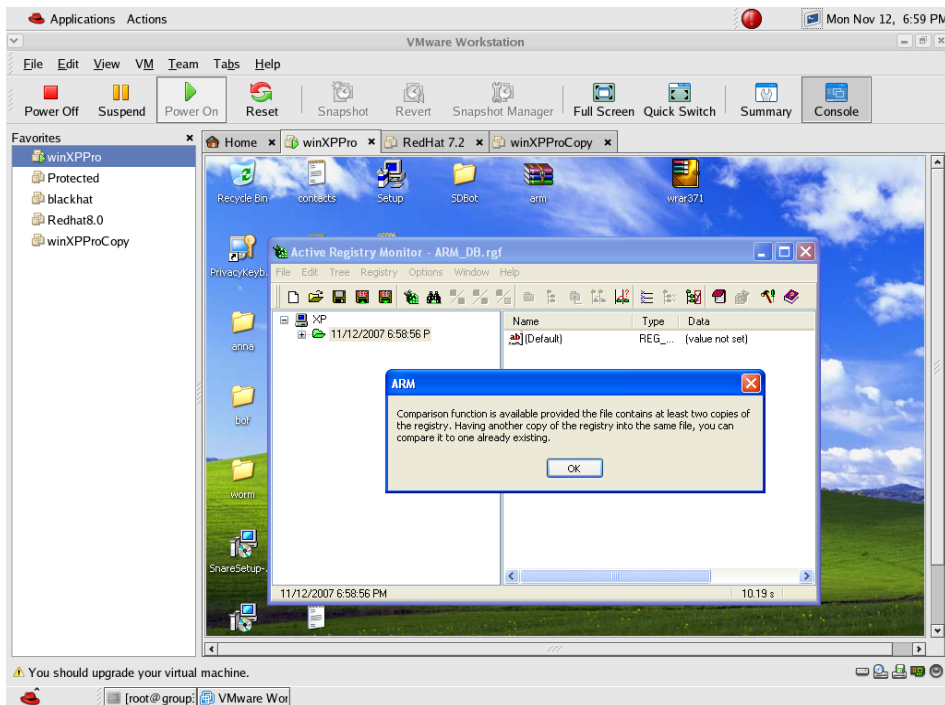 Applications Actions
Mon Nov 12, 6:59 PM
VMware Workstation
File Edit View VM Team Tabs Help
Power Off Suspend Power On Reset Snapshot Revert Snapshot Manager Full Screen Quick Switch Summary Console
Favorites
winXPPro
Protected
blackhat
Redhat8.0
winXPProCopy
Home winXPPro RedHat 7.2 winXPProCopy
Recycle Bin contacts Setup SDBot arm wrar371
PrivacyKeyb.
anna
bof
worm
SnareSetup-.
Active Registry Monitor - ARM_DB.rgf
File Edit Tree Registry Options Window Help
XP
11/12/2007 6:58:56 P
Name Type Data
(Default) REG_... (value not set)
ARM
Comparison function is available provided the file contains at least two copies of
the registry. Having another copy of the registry into the same file, you can
compare it to one already existing.
OK
11/12/2007 6:58:56 PM 10.19 s
You should upgrade your virtual machine.
[root@group: VMware Wor